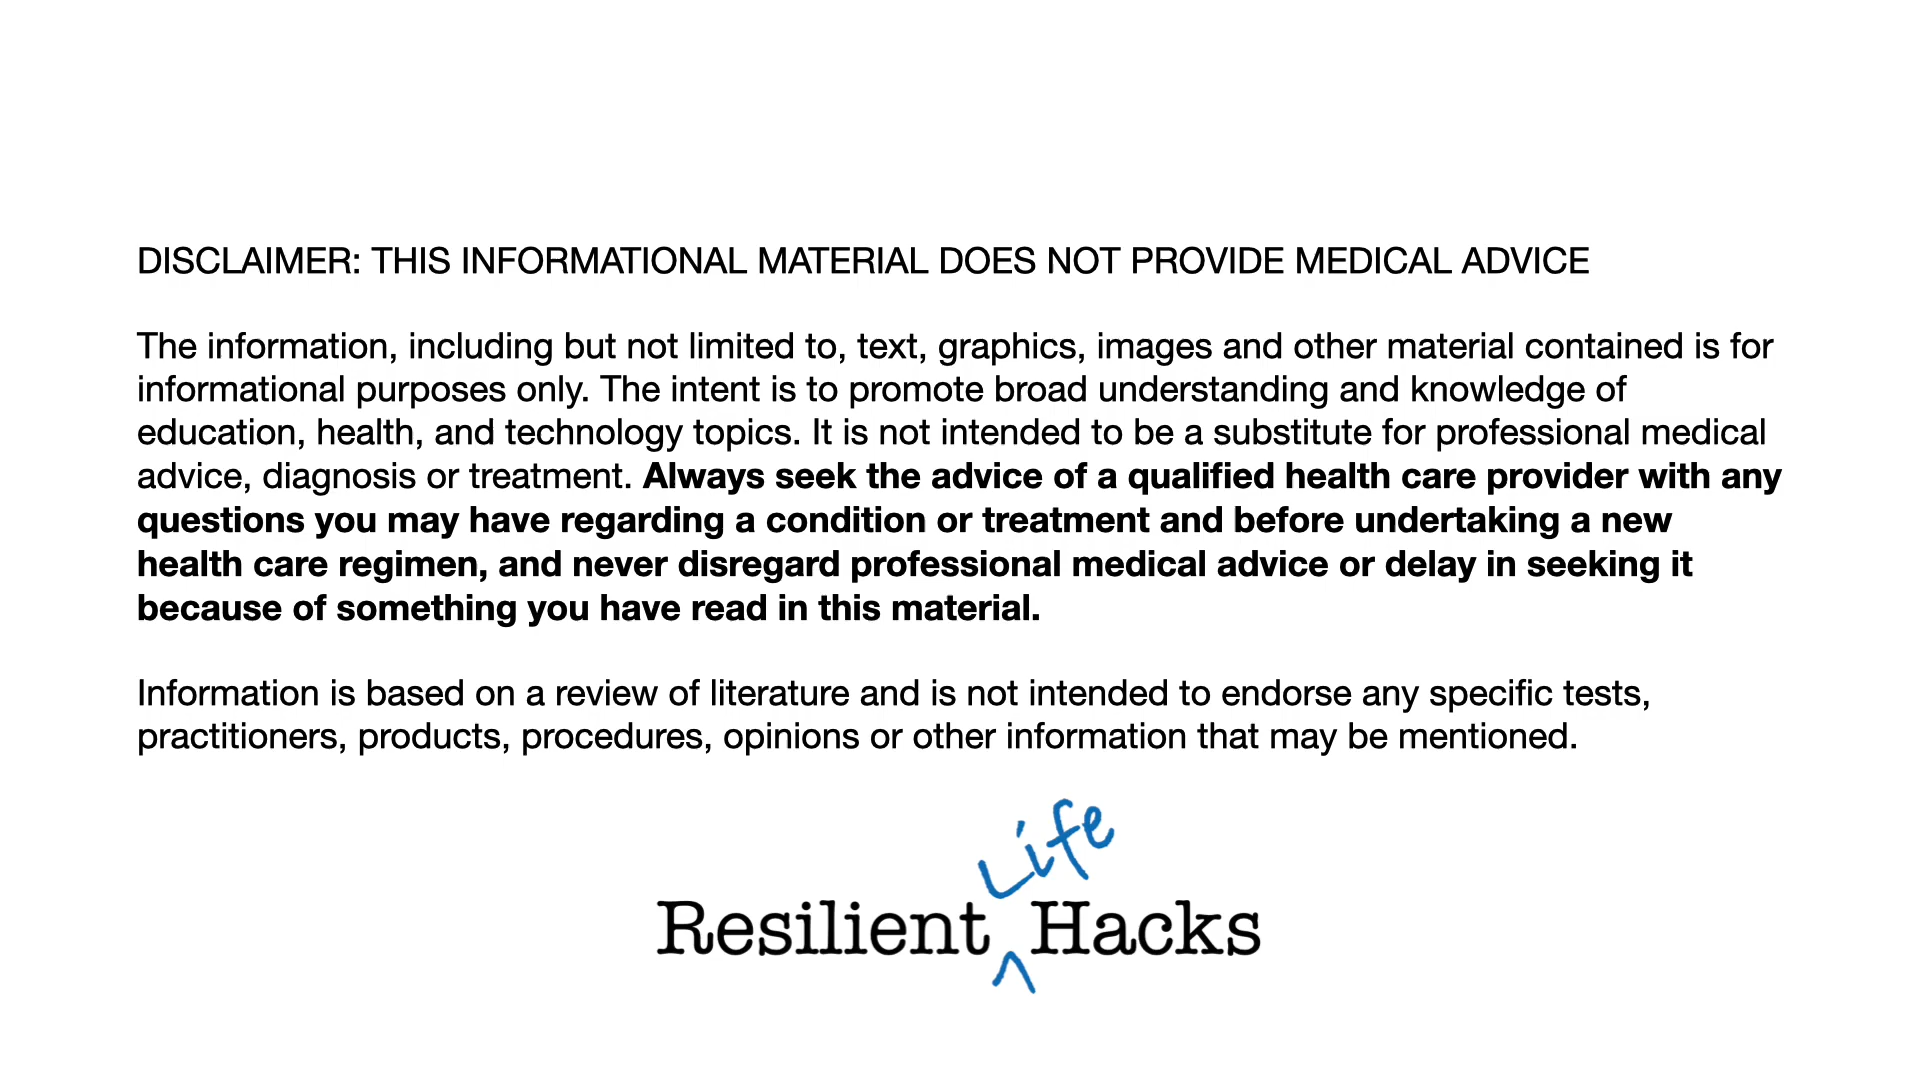 DISCLAIMER: THIS INFORMATIONAL MATERIAL DOES NOT PROVIDE MEDICAL ADVICE
The information, including but not limited to, text, graphics, images and other material contained is for
informational purposes only. The intent is to promote broad understanding and knowledge of
education, health, and technology topics. It is not intended to be a substitute for professional medical
advice, diagnosis or treatment. Always seek the advice of a qualified health care provider with any
questions you may have regarding a condition or treatment and before undertaking a new
health care regimen, and never disregard professional medical advice or delay in seeking it
because of something you have read in this material.
Information is based on a review of literature and is not intended to endorse any specific tests,
practitioners, products, procedures, opinions or other information that may be mentioned.
Life
Resilient Hacks